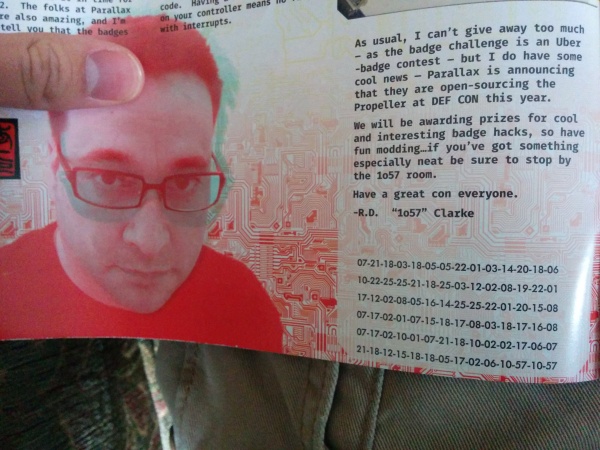 2. The folks at Parallax
re also amazing, and I'm
tell you that the badges
code. Having
on your controller means no
with interrupts.
As usual, I can't give away too much
– as the badge challenge is an Uber
-badge contest – but I do have some
cool news – Parallax is announcing
that they are open-sourcing the
Propeller at DEF CON this year.
We will be awarding prizes for cool
and interesting badge hacks, so have
fun modding…if you've got something
especially neat be sure to stop by
the 1o57 room.
Have a great con everyone.
-R.D. "1o57" Clarke
07-21-18-03-18-05-05-22-01-03-14-20-18-06
10-22-25-25-21-18-25-03-12-02-08-19-22-01
17-12-02-08-05-16-14-25-25-22-01-20-15-08
07-17-02-01-07-15-18-17-08-03-18-17-16-08
07-17-02-10-01-07-21-18-10-02-02-17-06-07
21-18-12-15-18-18-05-17-02-06-10-57-10-57